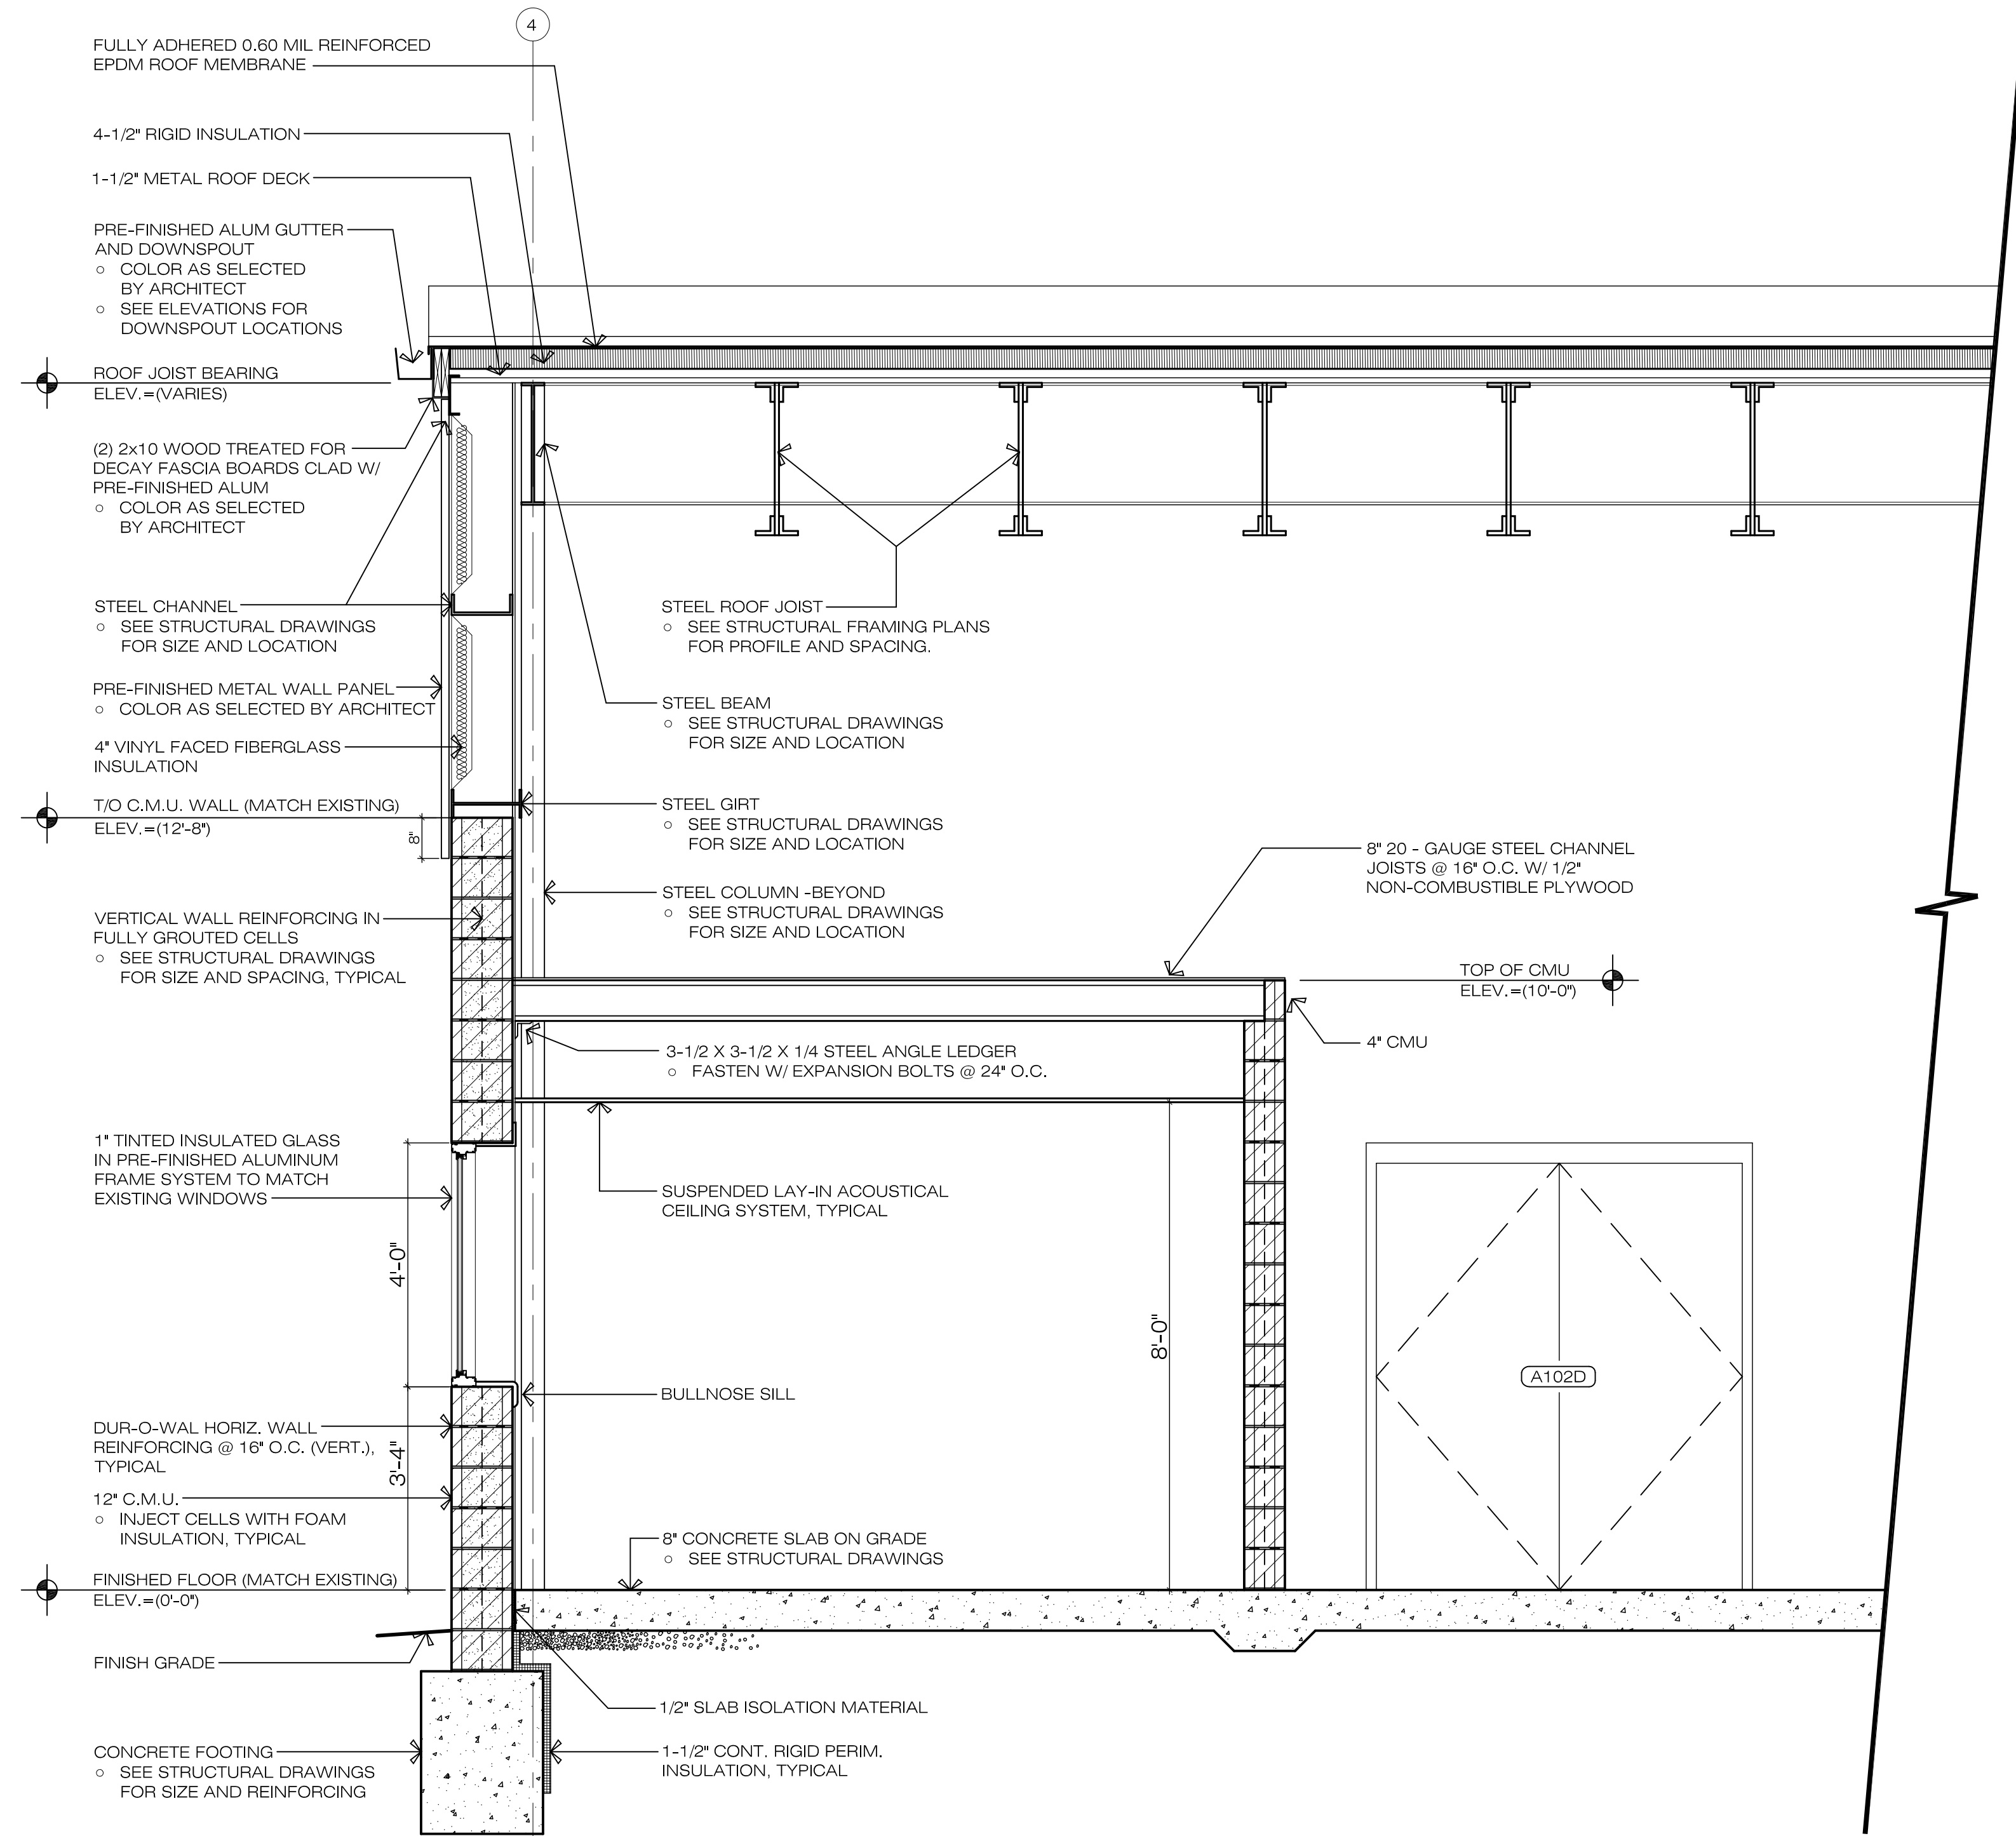 4
FULLY ADHERED 0.60 MIL REINFORCED
EPDM ROOF MEMBRANE
4-1/2" RIGID INSULATION
1-1/2" METAL ROOF DECK
PRE-FINISHED ALUM GUTTER
AND DOWNSPOUT
○ COLOR AS SELECTED
BY ARCHITECT
○ SEE ELEVATIONS FOR
DOWNSPOUT LOCATIONS
ROOF JOIST BEARING
ELEV.=(VARIES)
(2) 2x10 WOOD TREATED FOR
DECAY FASCIA BOARDS CLAD W/
PRE-FINISHED ALUM
○ COLOR AS SELECTED
BY ARCHITECT
STEEL CHANNEL
○ SEE STRUCTURAL DRAWINGS
FOR SIZE AND LOCATION
PRE-FINISHED METAL WALL PANEL
○ COLOR AS SELECTED BY ARCHITECT
4" VINYL FACED FIBERGLASS
INSULATION
T/O C.M.U. WALL (MATCH EXISTING)
ELEV.=(12'-8")
8"
VERTICAL WALL REINFORCING IN
FULLY GROUTED CELLS
○ SEE STRUCTURAL DRAWINGS
FOR SIZE AND SPACING, TYPICAL
1" TINTED INSULATED GLASS
IN PRE-FINISHED ALUMINUM
FRAME SYSTEM TO MATCH
EXISTING WINDOWS
4'-0"
DUR-O-WAL HORIZ. WALL
REINFORCING @ 16" O.C. (VERT.),
TYPICAL
3'-4"
12" C.M.U.
○ INJECT CELLS WITH FOAM
INSULATION, TYPICAL
FINISHED FLOOR (MATCH EXISTING)
ELEV.=(0'-0")
FINISH GRADE
CONCRETE FOOTING
○ SEE STRUCTURAL DRAWINGS
FOR SIZE AND REINFORCING
STEEL ROOF JOIST
○ SEE STRUCTURAL FRAMING PLANS
FOR PROFILE AND SPACING.
STEEL BEAM
○ SEE STRUCTURAL DRAWINGS
FOR SIZE AND LOCATION
STEEL GIRT
○ SEE STRUCTURAL DRAWINGS
FOR SIZE AND LOCATION
STEEL COLUMN -BEYOND
○ SEE STRUCTURAL DRAWINGS
FOR SIZE AND LOCATION
3-1/2 X 3-1/2 X 1/4 STEEL ANGLE LEDGER
○ FASTEN W/ EXPANSION BOLTS @ 24" O.C.
SUSPENDED LAY-IN ACOUSTICAL
CEILING SYSTEM, TYPICAL
8'-0"
BULLNOSE SILL
8" CONCRETE SLAB ON GRADE
○ SEE STRUCTURAL DRAWINGS
1/2" SLAB ISOLATION MATERIAL
1-1/2" CONT. RIGID PERIM.
INSULATION, TYPICAL
8" 20 - GAUGE STEEL CHANNEL
JOISTS @ 16" O.C. W/ 1/2"
NON-COMBUSTIBLE PLYWOOD
TOP OF CMU
ELEV.=(10'-0")
4" CMU
A102D